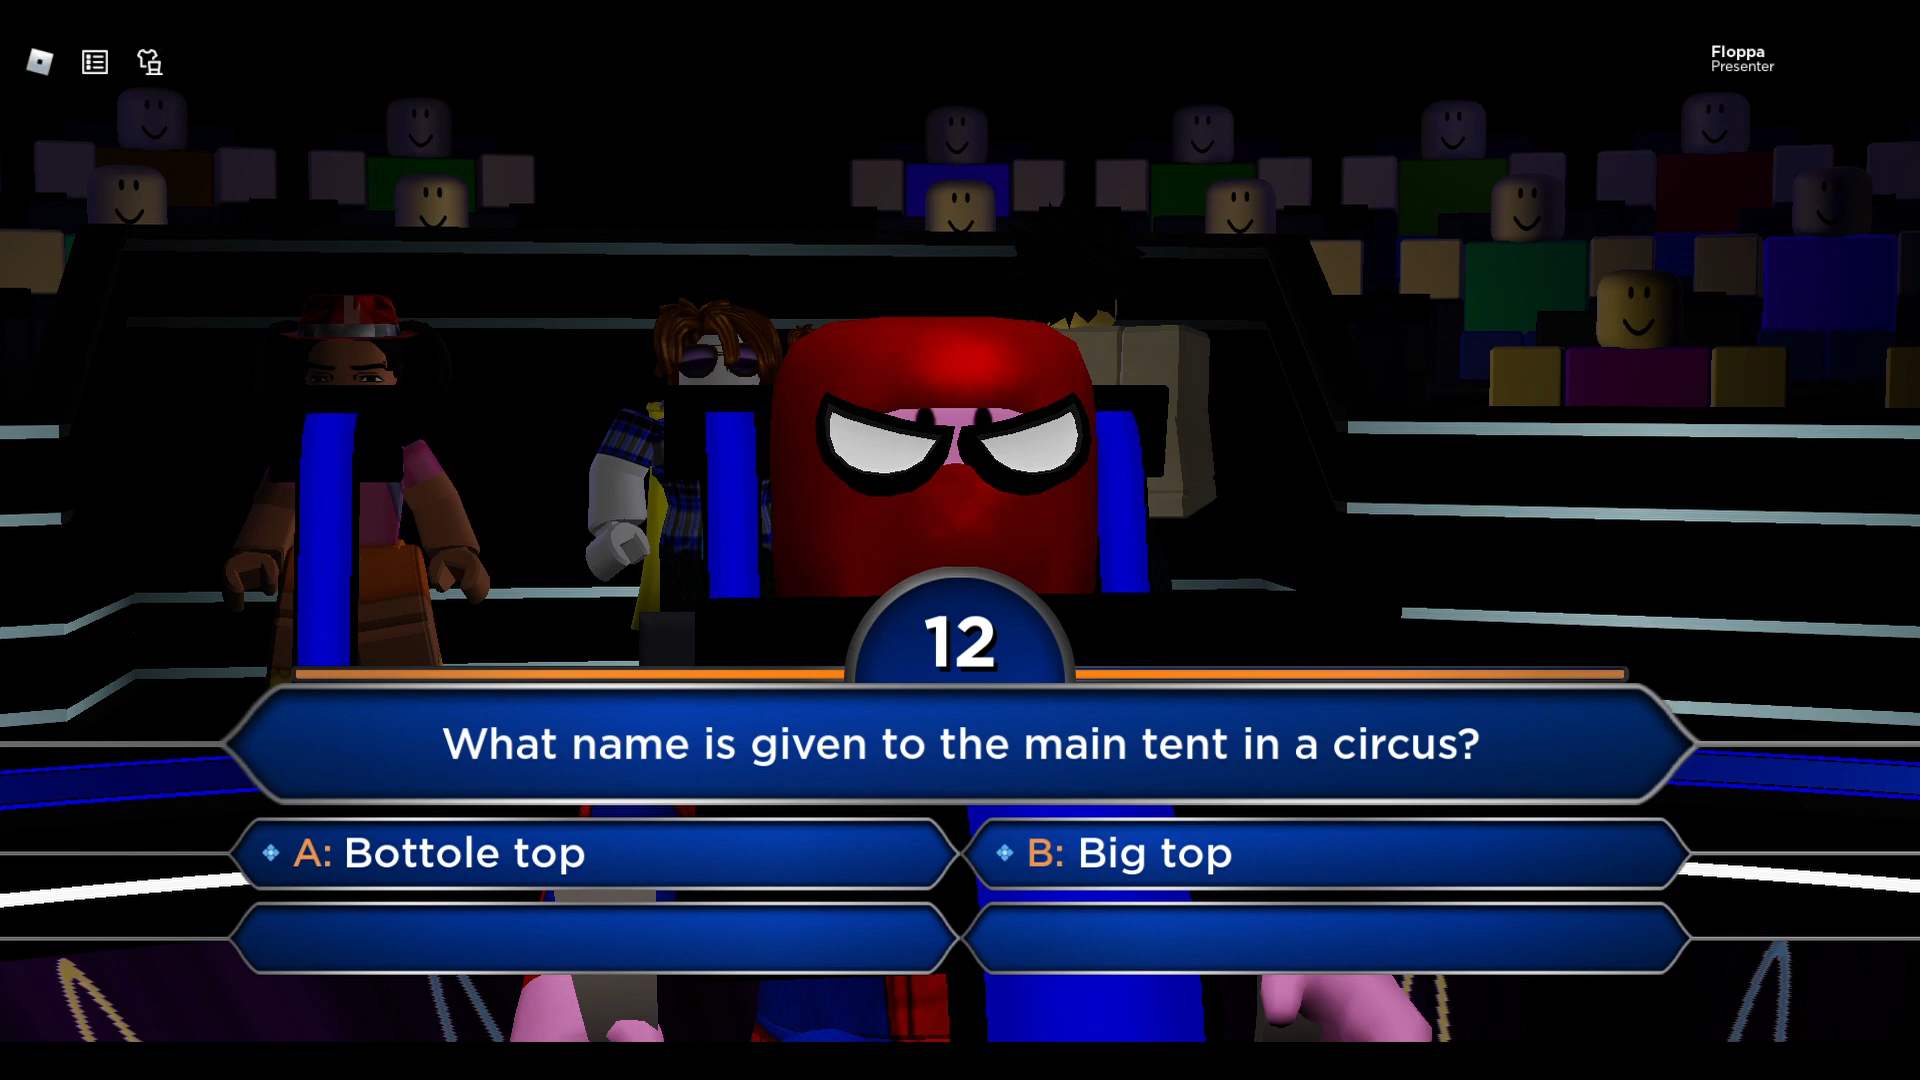 Floppa
Presenter
12
What name is given to the main tent in a circus?
A: Bottole top
B: Big top